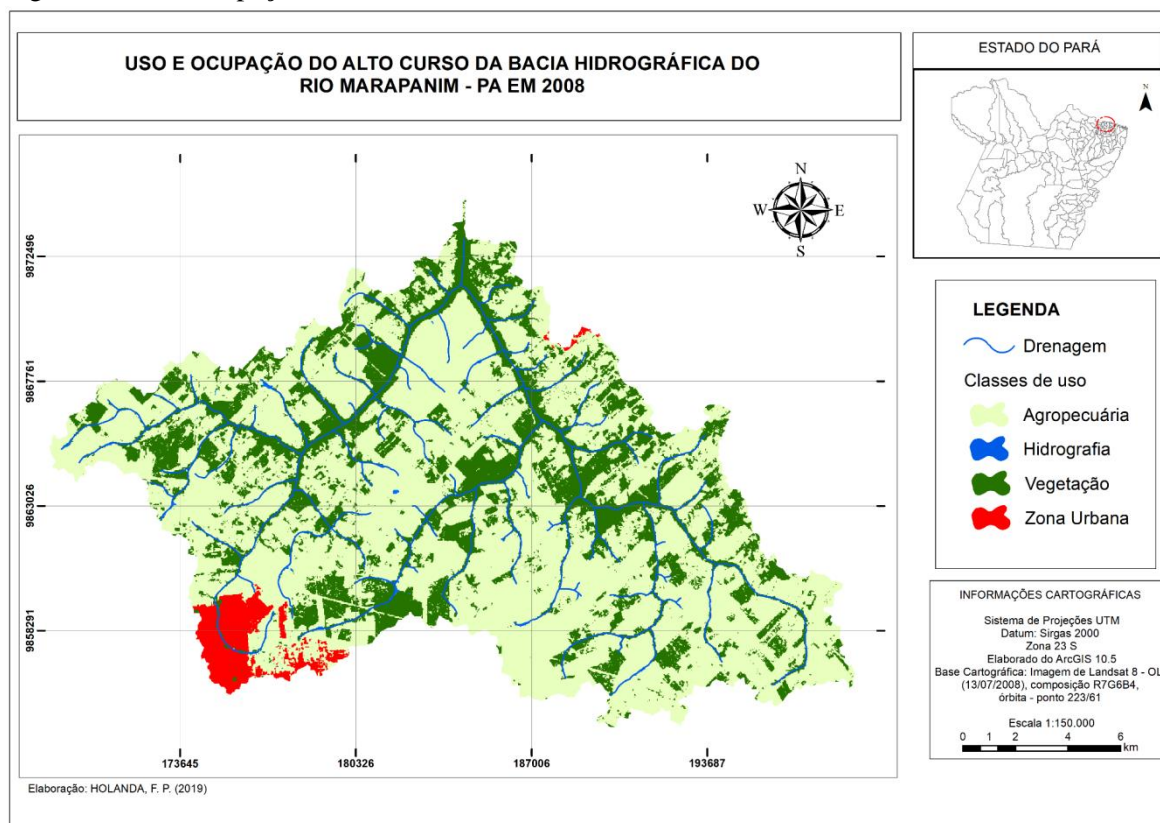 USO E OCUPAÇÃO DO ALTO CURSO DA BACIA HIDROGRÁFICA DO
RIO MARAPANIM - PA EM 2008
ESTADO DO PARÁ
N
N
W
E
S
9872496
9867761
9863026
9858291
173645
180326
187006
193687
LEGENDA
Drenagem
Classes de uso
Agropecuária
Hidrografia
Vegetação
Zona Urbana
INFORMAÇÕES CARTOGRÁFICAS
Sistema de Projeções UTM
Datum: Sirgas 2000
Zona 23 S
Elaborado do ArcGIS 10.5
Base Cartográfica: Imagem de Landsat 8 - OL
(13/07/2008), composição R7G6B4,
órbita - ponto 223/61
Escala 1:150.000
0 1 2 4 6
km
Elaboração: HOLANDA, F. P. (2019)